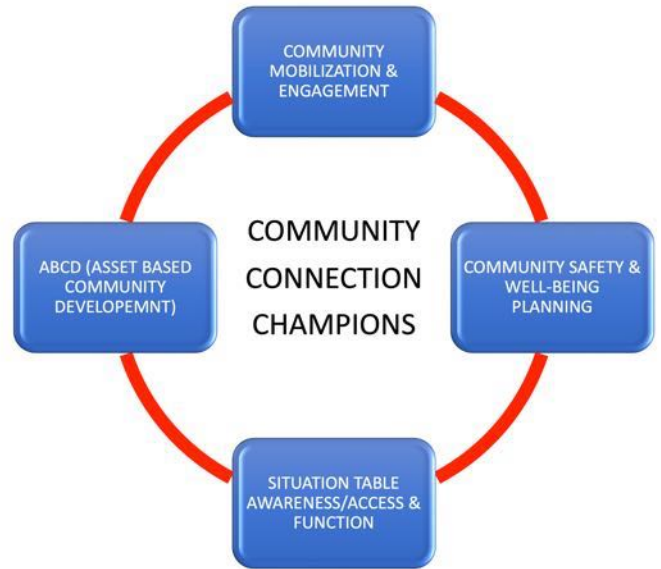 COMMUNITY
MOBILIZATION &
ENGAGEMENT
COMMUNITY
CONNECTION
CHAMPIONS
ABCD (ASSET BASED
COMMUNITY
DEVELOPEMNT)
COMMUNITY SAFETY &
WELL-BEING
PLANNING
SITUATION TABLE
AWARENESS/ACCESS &
FUNCTION